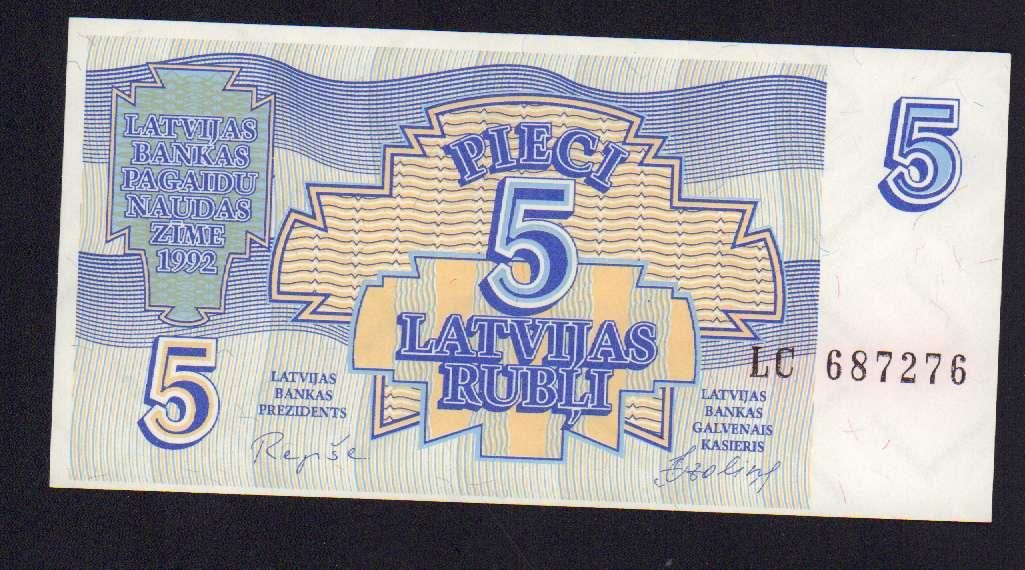 LATVIJAS
BANKAS
PAGAIDU
NAUDAS
ZĪME
1992
PIECI
5
LATVIJAS
RUBĻI
5
5
LC 687276
LATVIJAS
BANKAS
PREZIDENTS
Repše
LATVIJAS
BANKAS
GALVENAIS
KASIERIS